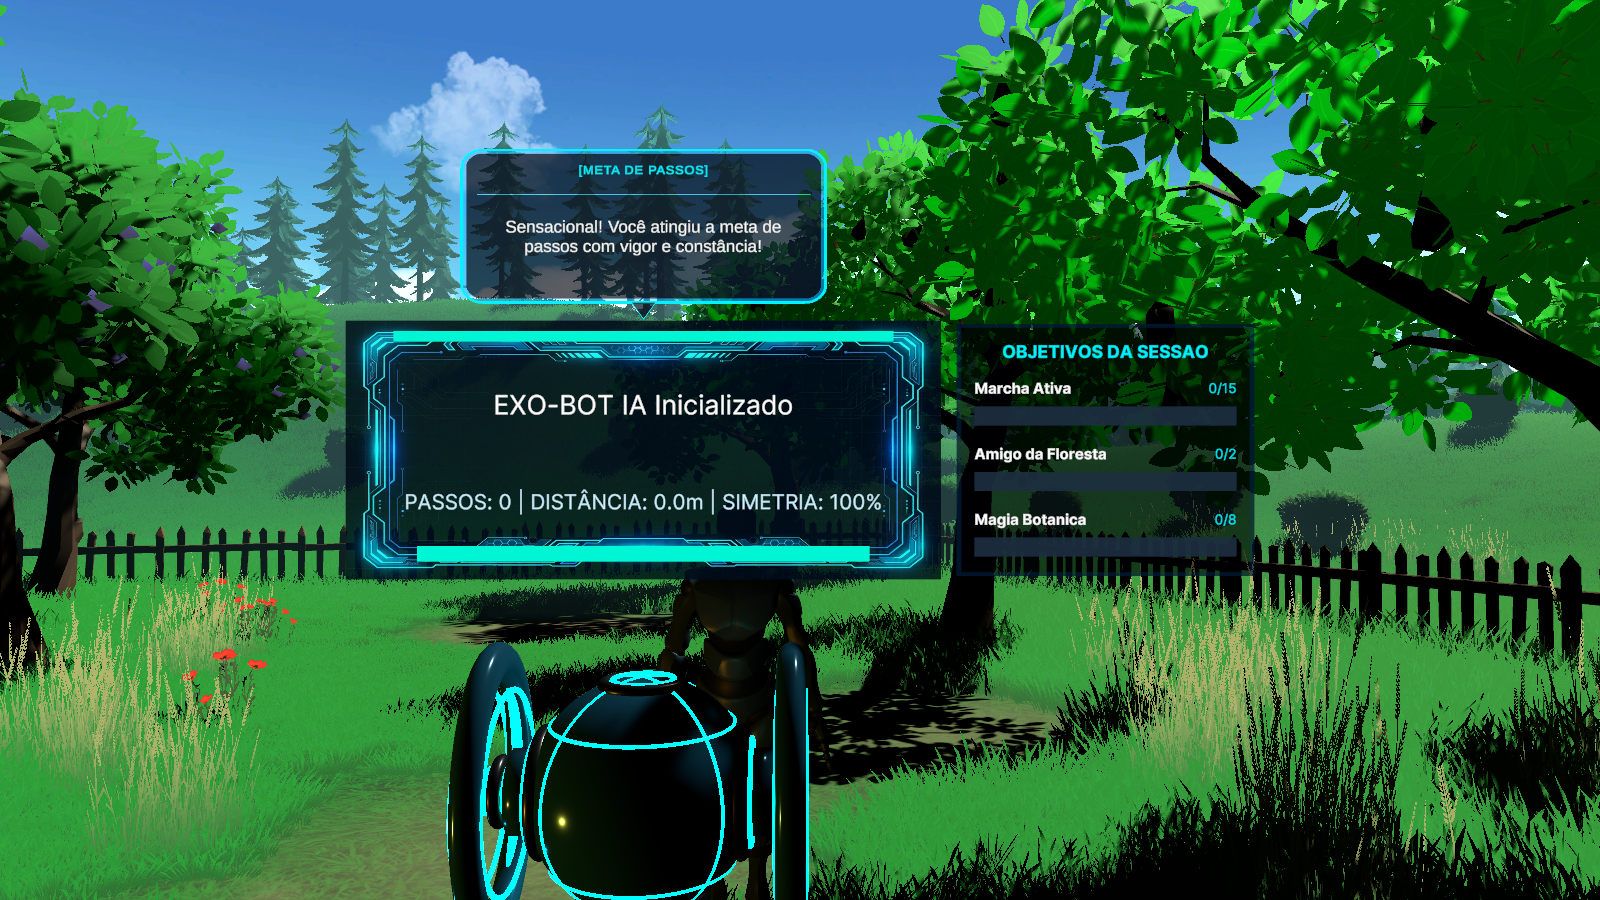 [META DE PASSOS]
Sensacional! Você atingiu a meta de
passos com vigor e constância!
EXO-BOT IA Inicializado
PASSOS: 0 | DISTÂNCIA: 0.0m | SIMETRIA: 100%
OBJETIVOS DA SESSAO
Marcha Ativa 0/15
Amigo da Floresta 0/2
Magia Botanica 0/8